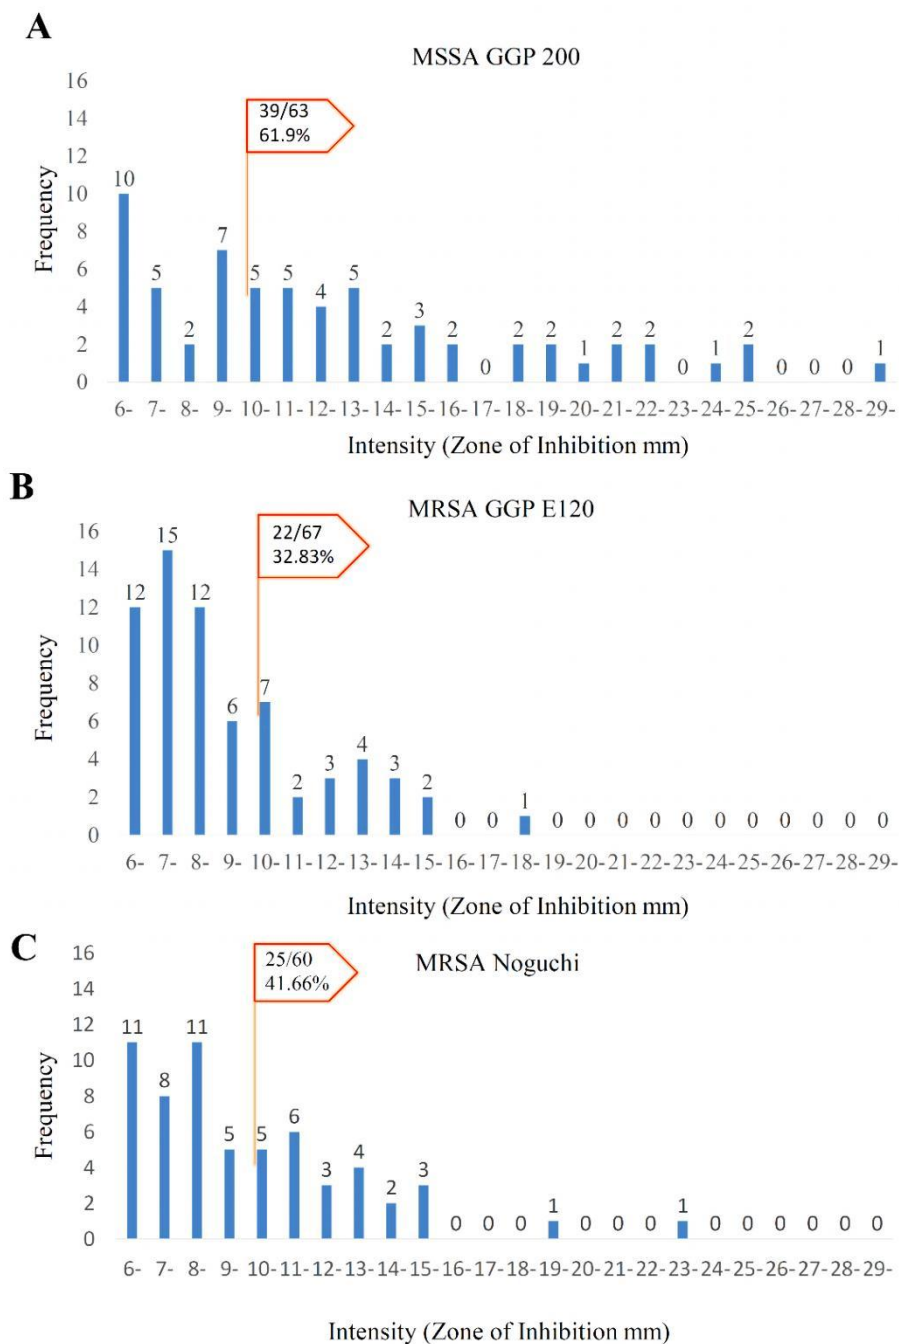 A
MSSA GGP 200
16
14
12
10
8
6
4
2
0
Frequency
39/63
61.9%
10 5 2 7 5 5 4 5 2 3 2 0 2 2 1 2 2 0 1 2 0 0 0 1
6- 7- 8- 9- 10- 11- 12- 13- 14- 15- 16- 17- 18- 19- 20- 21- 22- 23- 24- 25- 26- 27- 28- 29-
Intensity (Zone of Inhibition mm)
B
MRSA GGP E120
16
14
12
10
8
6
4
2
0
Frequency
22/67
32.83%
12 15 12 6 7 2 3 4 3 2 0 0 1 0 0 0 0 0 0 0 0 0 0 0
6- 7- 8- 9- 10- 11- 12- 13- 14- 15- 16- 17- 18- 19- 20- 21- 22- 23- 24- 25- 26- 27- 28- 29-
Intensity (Zone of Inhibition mm)
C
MRSA Noguchi
16
14
12
10
8
6
4
2
0
Frequency
25/60
41.66%
11 8 11 5 5 6 3 4 2 3 0 0 0 1 0 0 0 1 0 0 0 0 0 0
6- 7- 8- 9- 10- 11- 12- 13- 14- 15- 16- 17- 18- 19- 20- 21- 22- 23- 24- 25- 26- 27- 28- 29-
Intensity (Zone of Inhibition mm)